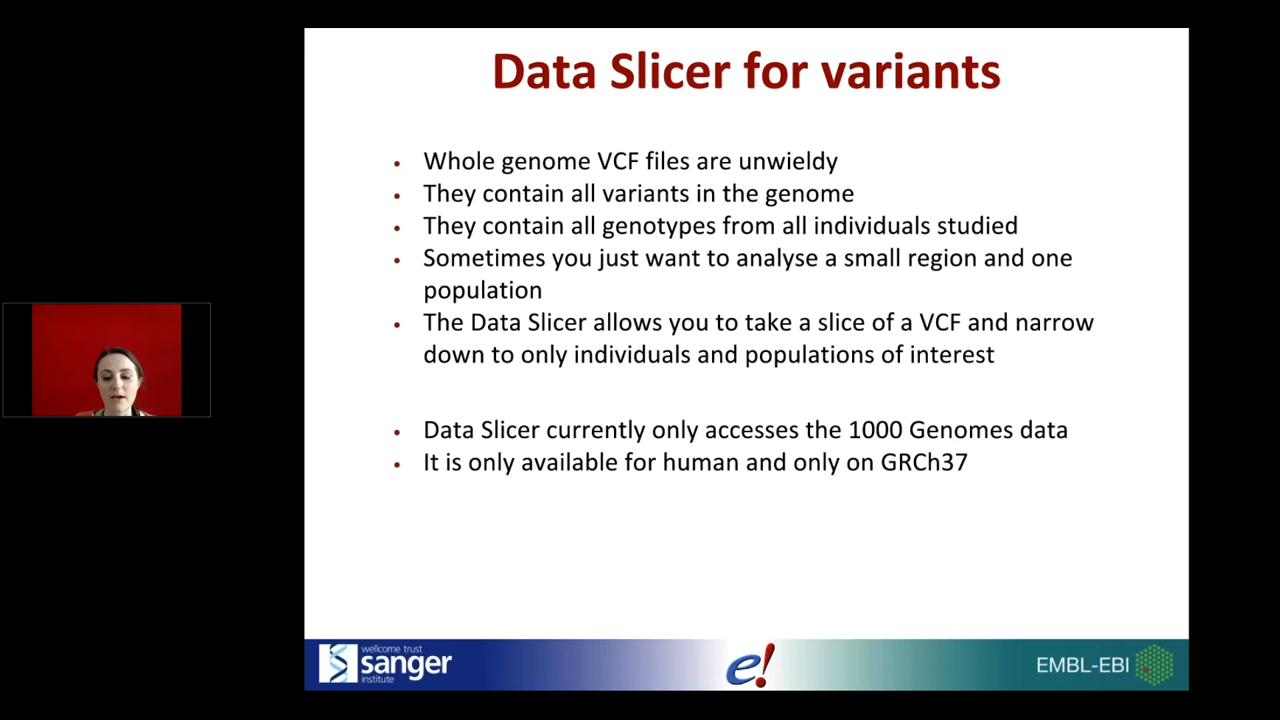 Data Slicer for variants
• Whole genome VCF files are unwieldy
• They contain all variants in the genome
• They contain all genotypes from all individuals studied
• Sometimes you just want to analyse a small region and one
population
• The Data Slicer allows you to take a slice of a VCF and narrow
down to only individuals and populations of interest
• Data Slicer currently only accesses the 1000 Genomes data
• It is only available for human and only on GRCh37
wellcome trust
sanger
institute
e!
EMBL-EBI